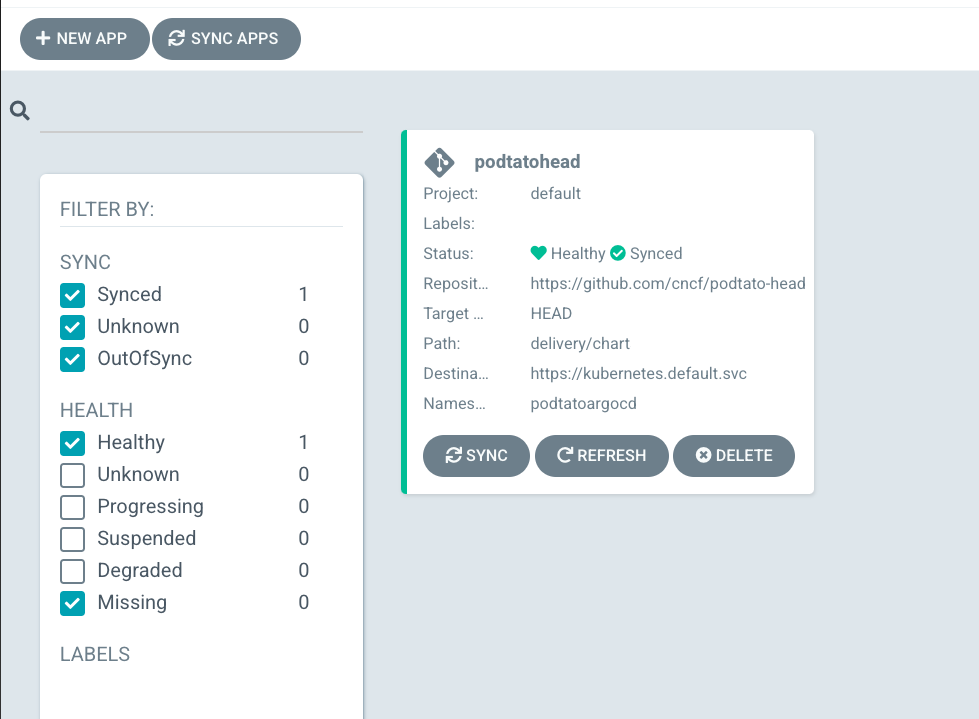 NEW APP SYNC APPS
FILTER BY:
SYNC
Synced 1
Unknown 0
OutOfSync 0
HEALTH
Healthy 1
Unknown 0
Progressing 0
Suspended 0
Degraded 0
Missing 0
LABELS
podtatohead
Project: default
Labels:
Status: Healthy Synced
Reposit... https://github.com/cncf/podtato-head
Target ... HEAD
Path: delivery/chart
Destina... https://kubernetes.default.svc
Names... podtatoargocd
SYNC REFRESH DELETE